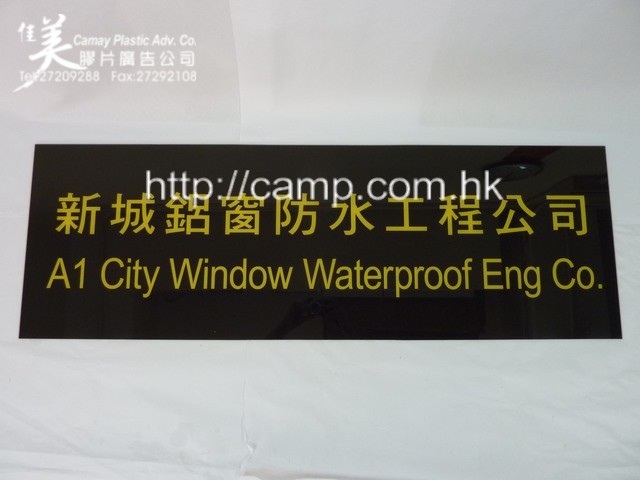 佳美
Camay Plastic Adv. Co.
膠片廣告公司
Tel:27209288 Fax:27292108
http://camp.com.hk
新城鋁窗防水工程公司
A1 City Window Waterproof Eng Co.